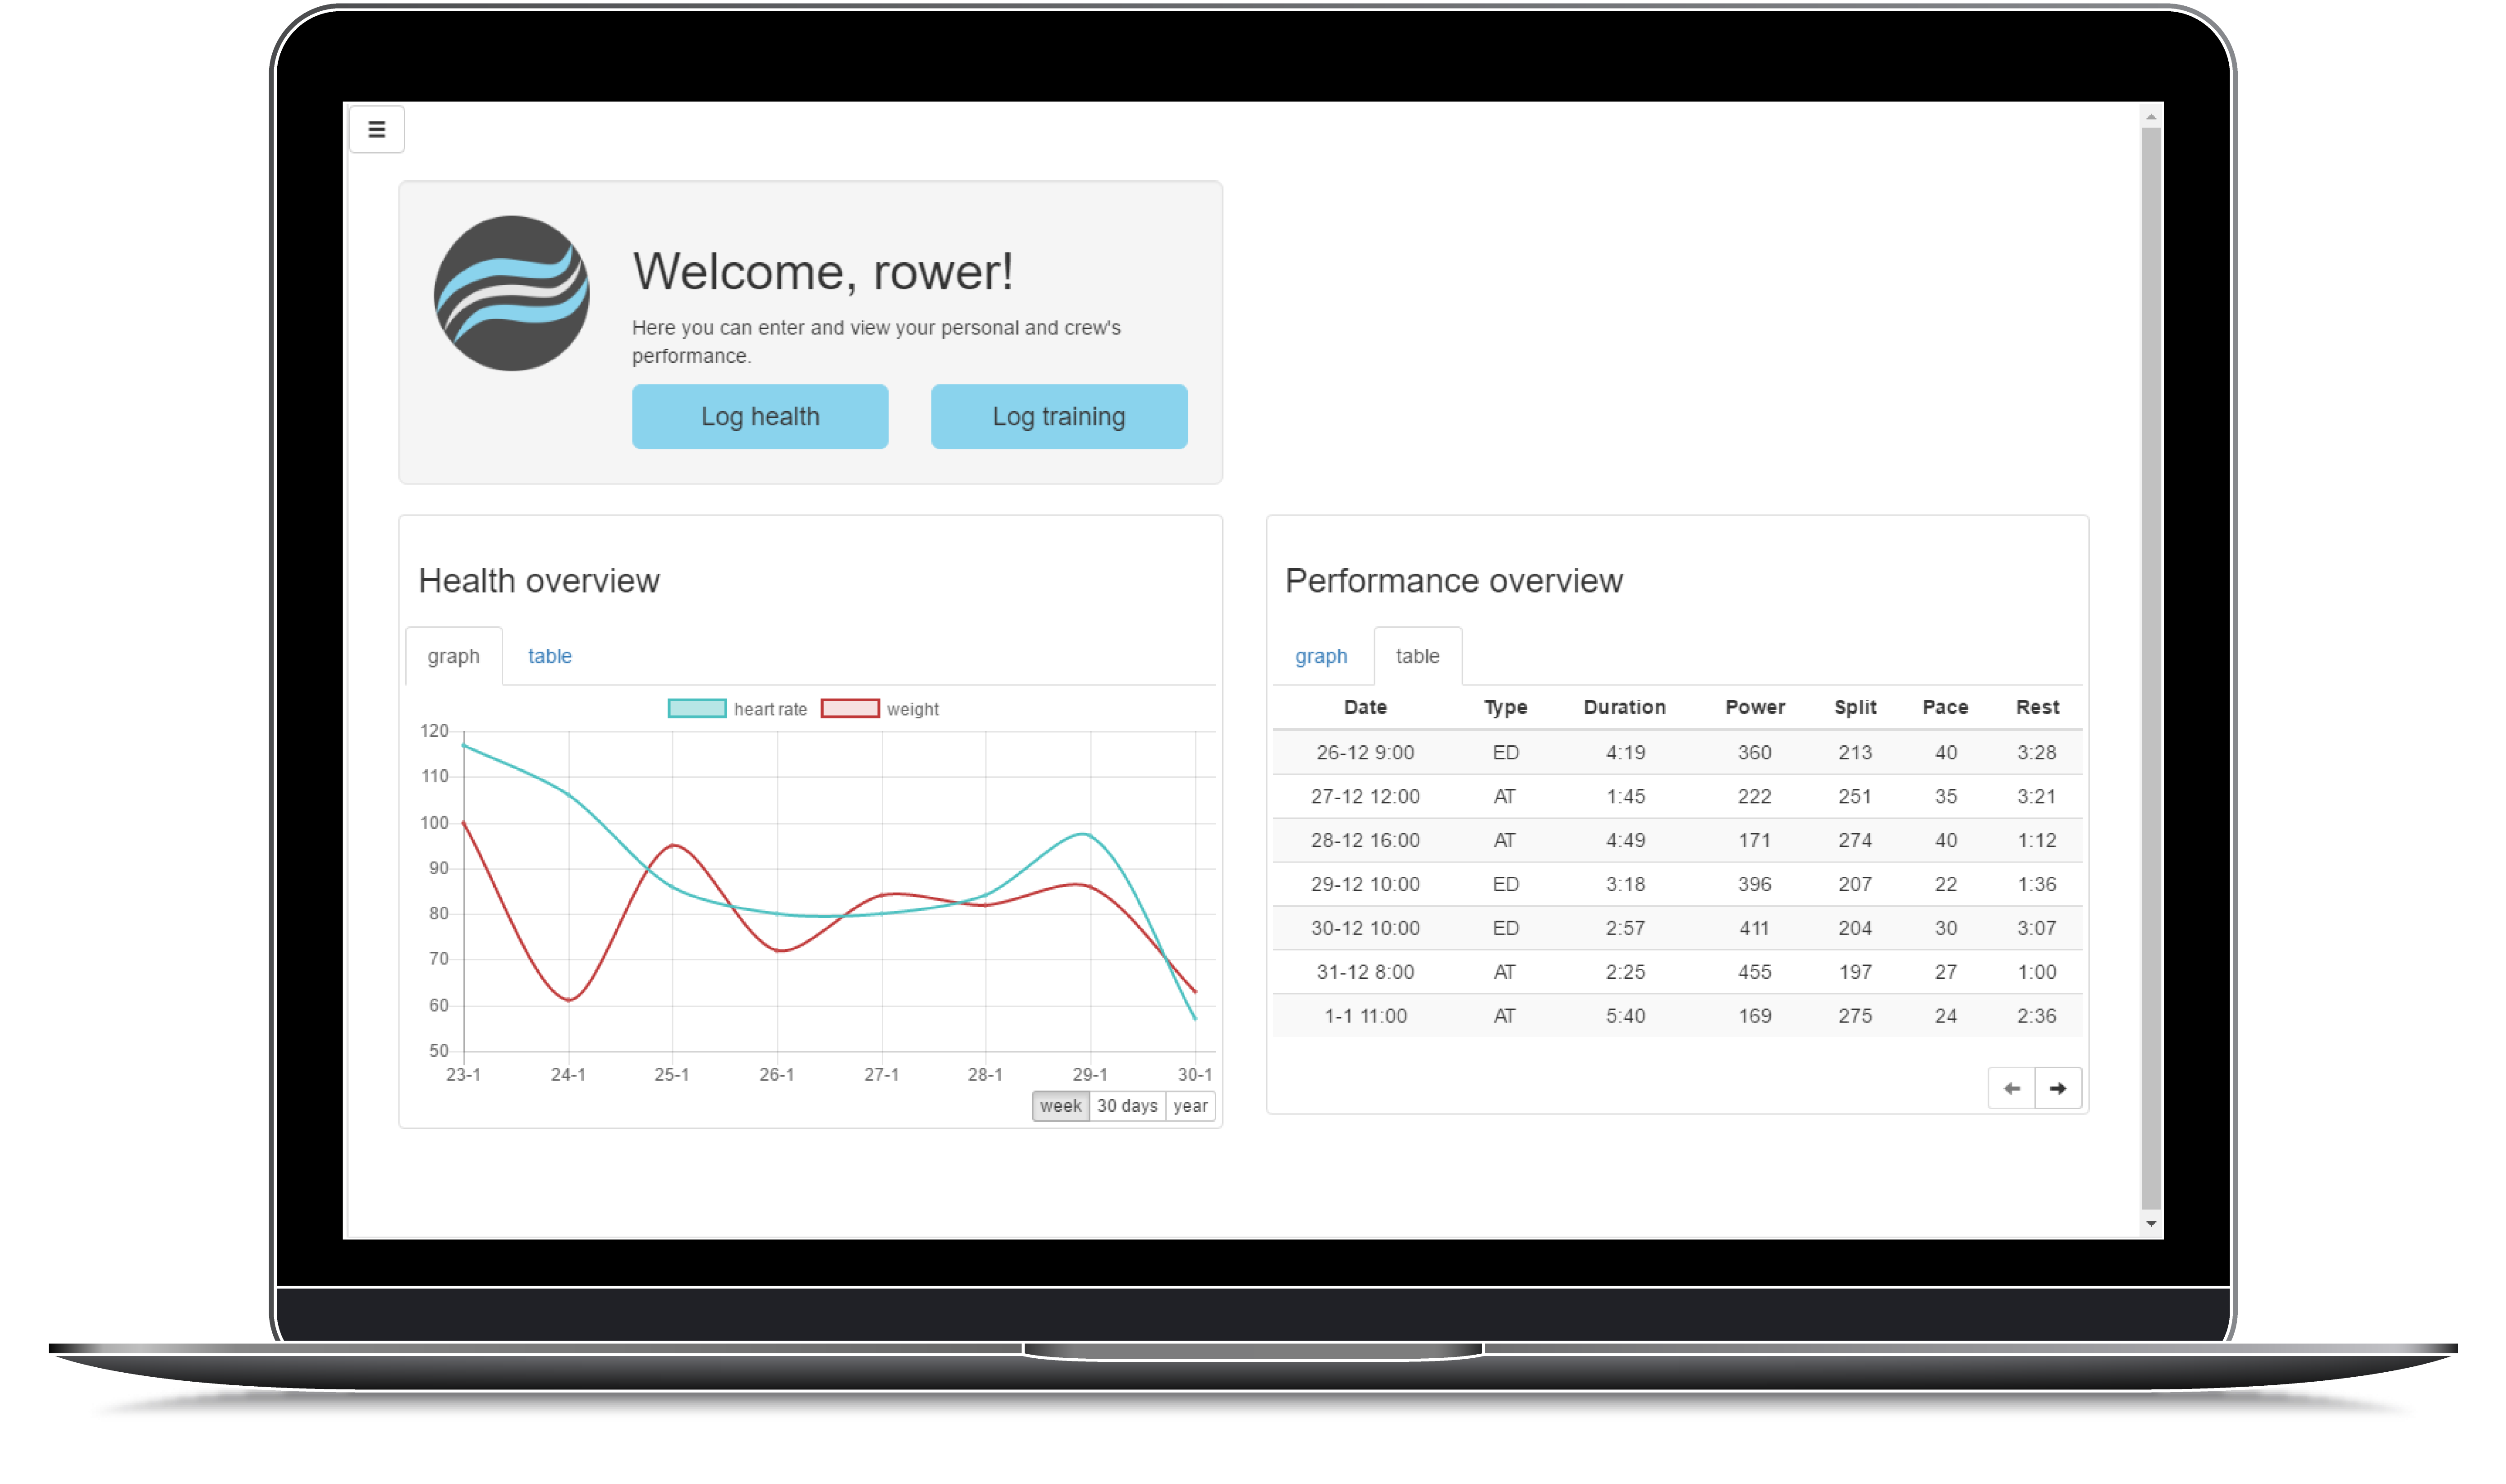 Welcome, rower!
Here you can enter and view your personal and crew's
performance.
Log health Log training
Health overview
graph table
heart rate weight
120
110
100
90
80
70
60
50
23-1 24-1 25-1 26-1 27-1 28-1 29-1 30-1
week 30 days year
Performance overview
graph table
Date Type Duration Power Split Pace Rest
26-12 9:00 ED 4:19 360 213 40 3:28
27-12 12:00 AT 1:45 222 251 35 3:21
28-12 16:00 AT 4:49 171 274 40 1:12
29-12 10:00 ED 3:18 396 207 22 1:36
30-12 10:00 ED 2:57 411 204 30 3:07
31-12 8:00 AT 2:25 455 197 27 1:00
1-1 11:00 AT 5:40 169 275 24 2:36